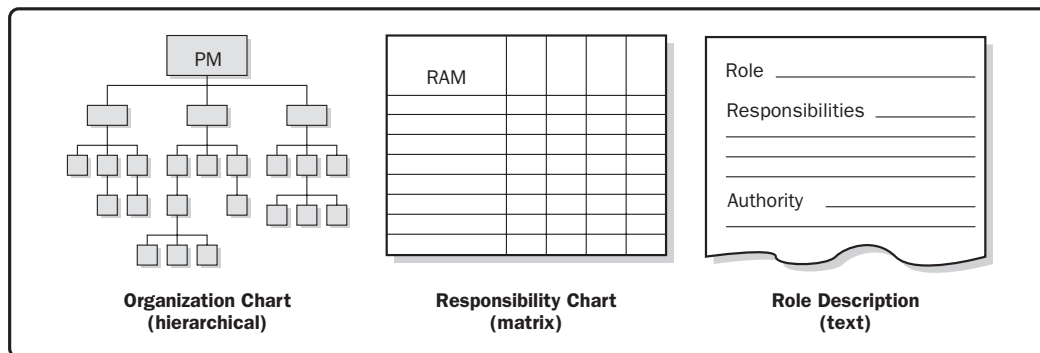 PM
RAM
Role
Responsibilities
Authority
Organization Chart
(hierarchical)
Responsibility Chart
(matrix)
Role Description
(text)